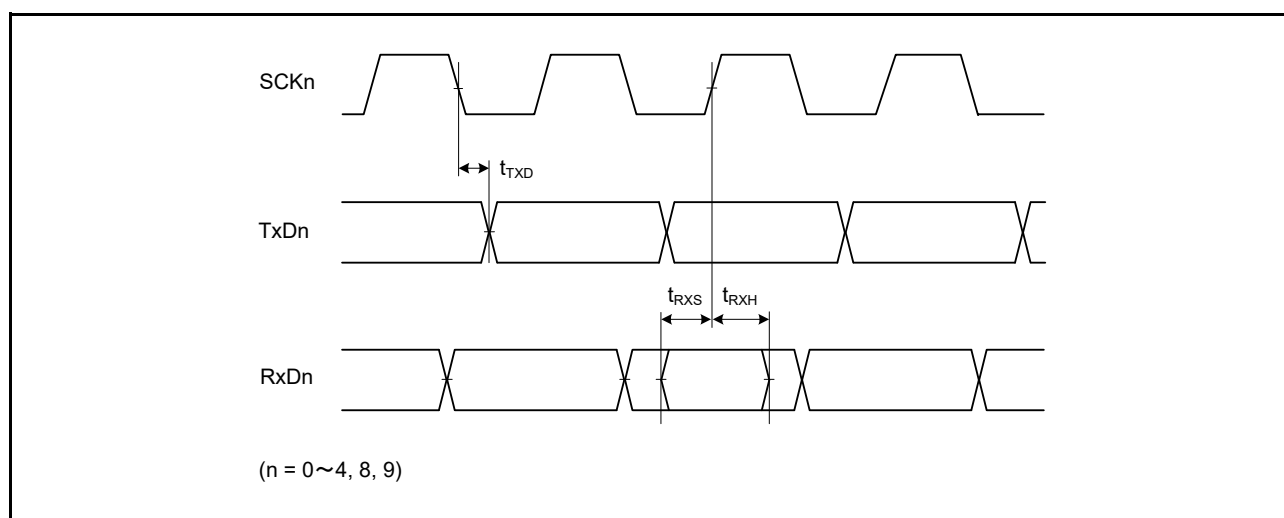 SCKn
tTXD
TxDn
tRXS tRXH
RxDn
(n = 0～4, 8, 9)